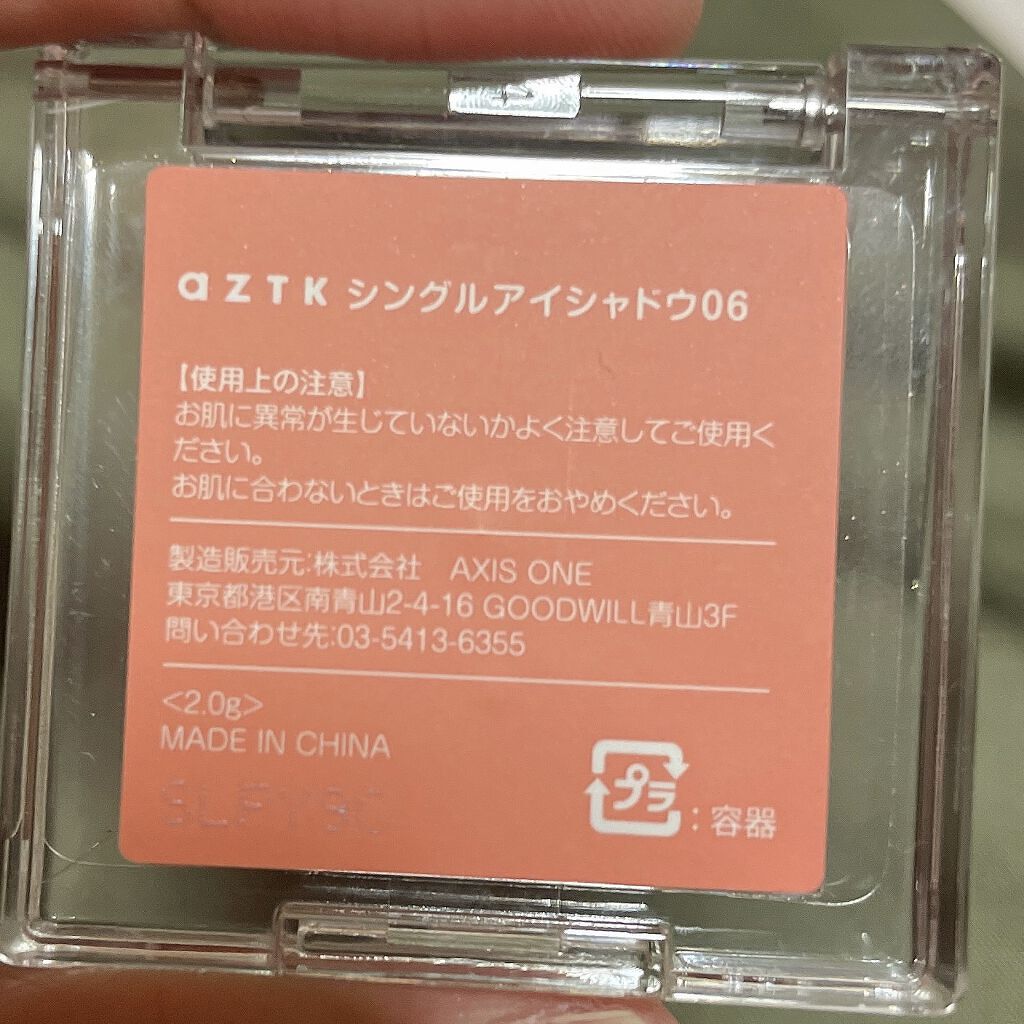 aZTK シングルアイシャドウ06
【使用上の注意】
お肌に異常が生じていないかよく注意してご使用く
ださい。
お肌に合わないときはご使用をおやめください。
製造販売元:株式会社 AXIS ONE
東京都港区南青山2-4-16 GOODWILL青山3F
問い合わせ先:03-5413-6355
<2.0g>
MADE IN CHINA
プラ
:容器